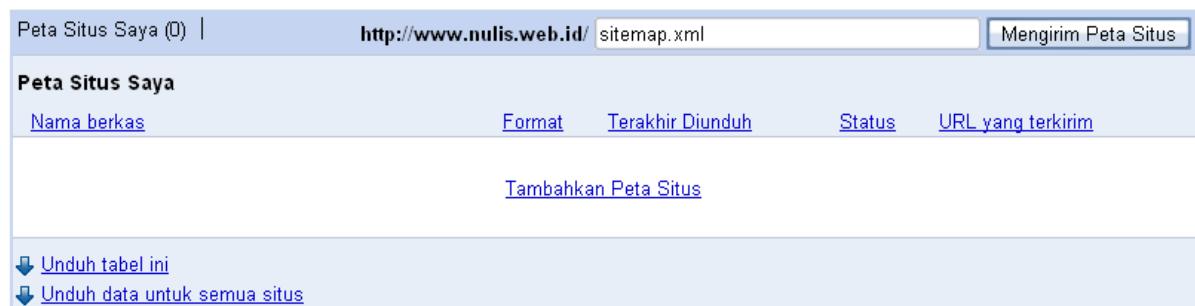 Peta Situs Saya (0) | http://www.nulis.web.id/ sitemap.xml Mengirim Peta Situs
Peta Situs Saya
Nama berkas Format Terakhir Diunduh Status URL yang terkirim
Tambahkan Peta Situs
Unduh tabel ini
Unduh data untuk semua situs